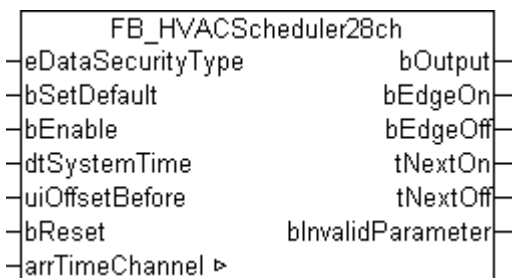 FB_HVACScheduler28ch
eDataSecurityType bOutput
bSetDefault bEdgeOn
bEnable bEdgeOff
dtSystemTime tNextOn
uiOffsetBefore tNextOff
bReset bInvalidParameter
arrTimeChannel ▷